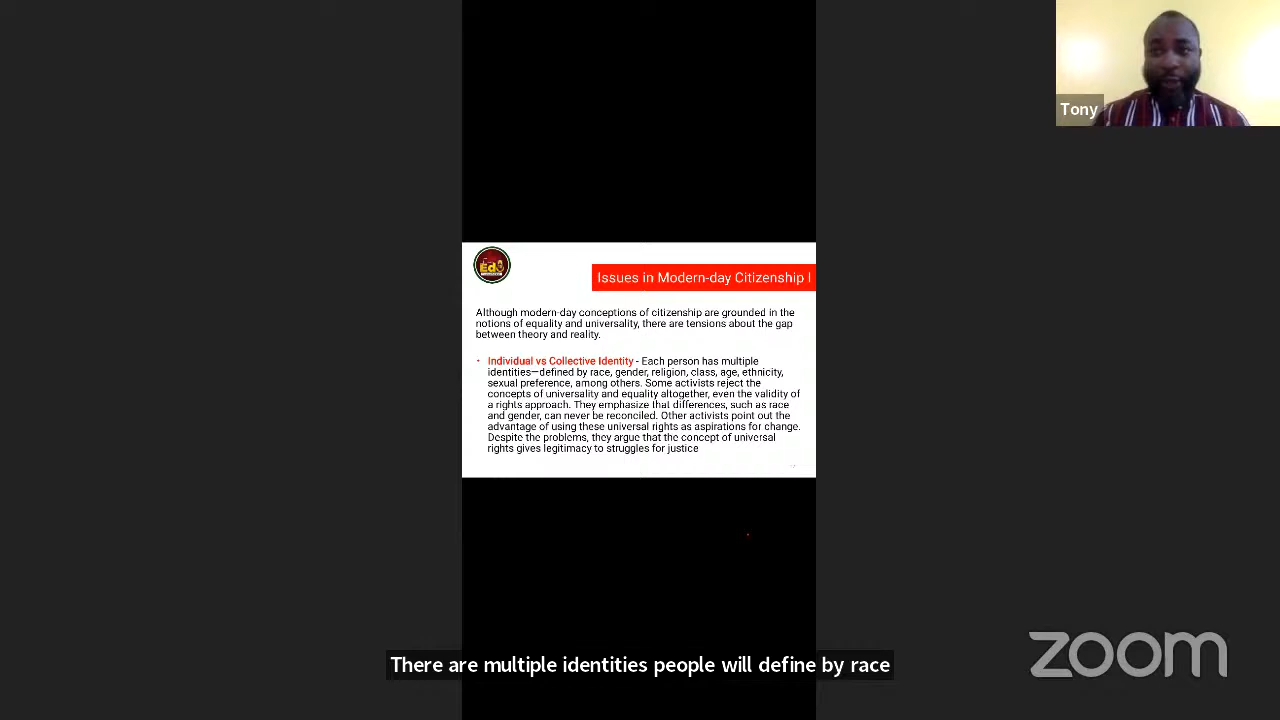 Tony
Edo
Issues in Modern-day Citizenship I
Although modern-day conceptions of citizenship are grounded in the
notions of equality and universality, there are tensions about the gap
between theory and reality.
• Individual vs Collective Identity - Each person has multiple
identities—defined by race, gender, religion, class, age, ethnicity,
sexual preference, among others. Some activists reject the
concepts of universality and equality altogether, even the validity of
a rights approach. They emphasize that differences, such as race
and gender, can never be reconciled. Other activists point out the
advantage of using these universal rights as aspirations for change.
Despite the problems, they argue that the concept of universal
rights gives legitimacy to struggles for justice
There are multiple identities people will define by race
zoom